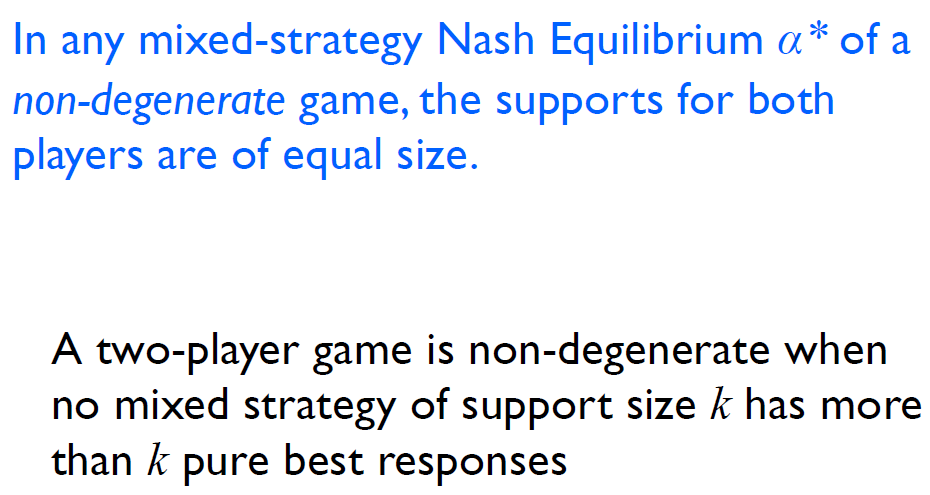 In any mixed-strategy Nash Equilibrium α* of a
non-degenerate game, the supports for both
players are of equal size.
A two-player game is non-degenerate when
no mixed strategy of support size k has more
than k pure best responses